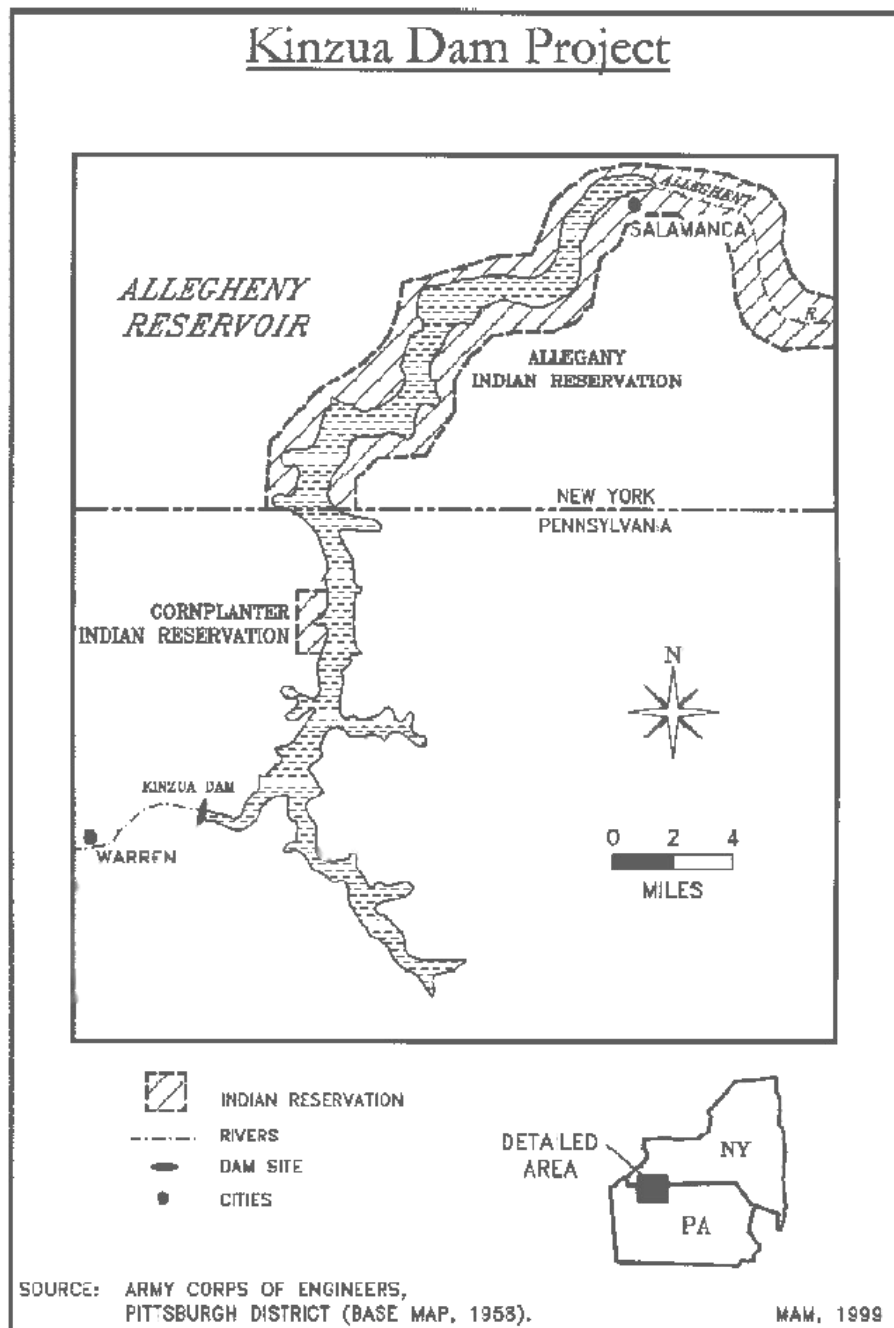 Kinzua Dam Project
ALLEGHENY
SALAMANCA
R.
ALLEGHENY
RESERVOIR
ALLEGANY
INDIAN RESERVATION
NEW YORK
PENNSYLVANIA
CORNPLANTER
INDIAN RESERVATION
N
KINZUA DAM
WARREN
0 2 4
MILES
INDIAN RESERVATION
RIVERS
DAM SITE
CITIES
DETAILED
AREA
NY
PA
SOURCE: ARMY CORPS OF ENGINEERS,
PITTSBURGH DISTRICT (BASE MAP, 1958).
MAM, 1999